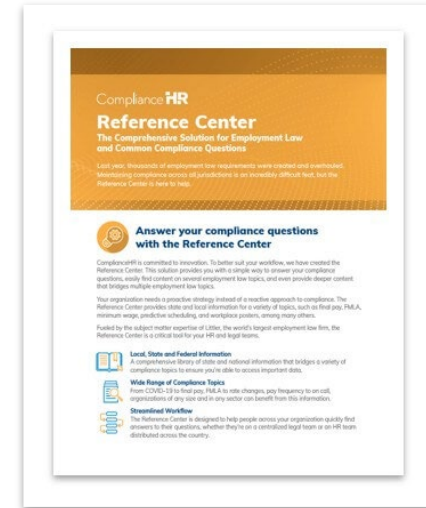 ComplianceHR
Reference Center
The Comprehensive Solution for Employment Law
and Common Compliance Questions
Last year, thousands of employment law requirements were created and overhauled.
Maintaining compliance across all jurisdictions is an incredibly difficult feat, but the
Reference Center is here to help.
Answer your compliance questions
with the Reference Center
ComplianceHR is committed to innovation. To better suit your workflow, we have created the
Reference Center. This solution provides you with a simple way to answer your compliance
questions, easily find content on several employment law topics, and even provide deeper content
that bridges multiple employment law topics.
Your organization needs a proactive strategy instead of a reactive approach to compliance. The
Reference Center provides state and local information for a variety of topics, such as final pay, FMLA,
minimum wage, predictive scheduling, and workplace posters, among many others.
Fueled by the subject matter expertise of Littler, the world's largest employment law firm, the
Reference Center is a critical tool for your HR and legal teams.
Local, State and Federal Information
A comprehensive library of state and national information that bridges a variety of
compliance topics to ensure you're able to access important data.
Wide Range of Compliance Topics
From COVID-19 to final pay, FMLA to rate changes, pay frequency to on call,
organizations of any size and in any sector can benefit from this information.
Streamlined Workflow
The Reference Center is designed to help people across your organization quickly find
answers to their questions, whether they're on a centralized legal team or an HR team
distributed across the country.